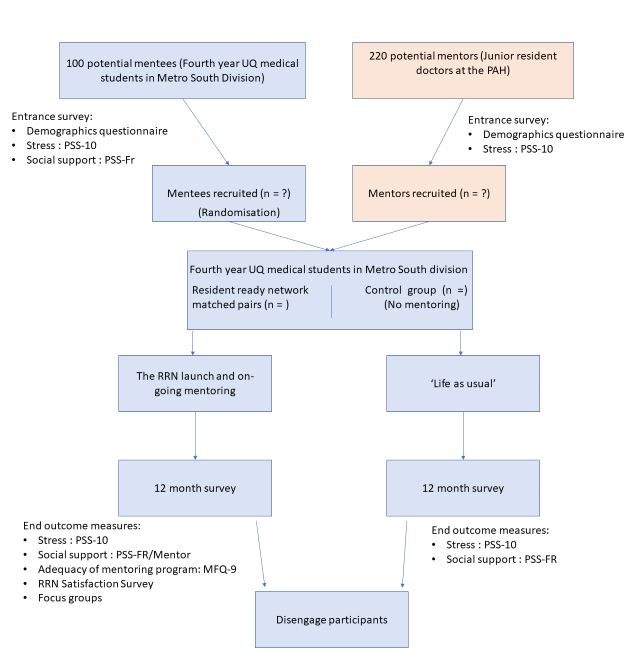 100 potential mentees (Fourth year UQ medical
students in Metro South Division)
220 potential mentors (Junior resident
doctors at the PAH)
Entrance survey:
• Demographics questionnaire
• Stress : PSS-10
• Social support : PSS-Fr
Entrance survey:
• Demographics questionnaire
• Stress : PSS-10
Mentees recruited (n = ?)
(Randomisation)
Mentors recruited (n = ?)
Fourth year UQ medical students in Metro South division
Resident ready network
matched pairs (n = )
Control group (n =)
(No mentoring)
The RRN launch and on-
going mentoring
‘Life as usual’
12 month survey
12 month survey
End outcome measures:
• Stress : PSS-10
• Social support : PSS-FR/Mentor
• Adequacy of mentoring program: MFQ-9
• RRN Satisfaction Survey
• Focus groups
End outcome measures:
• Stress : PSS-10
• Social support : PSS-FR
Disengage participants